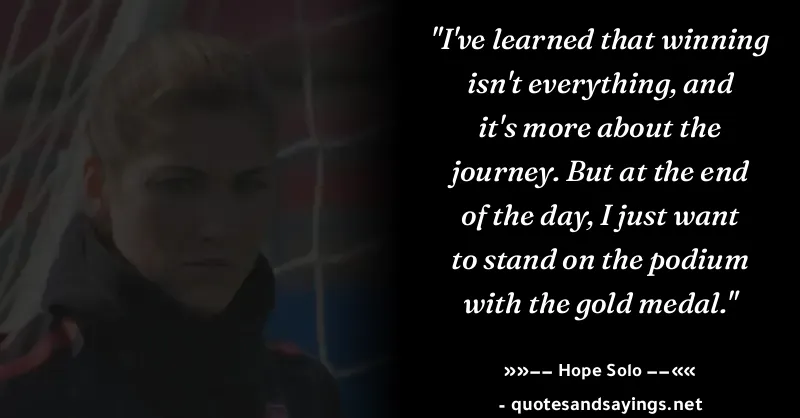 "I've learned that winning
isn't everything, and
it's more about the
journey. But at the end
of the day, I just want
to stand on the podium
with the gold medal."
»»–– Hope Solo ––««
- quotesandsayings.net